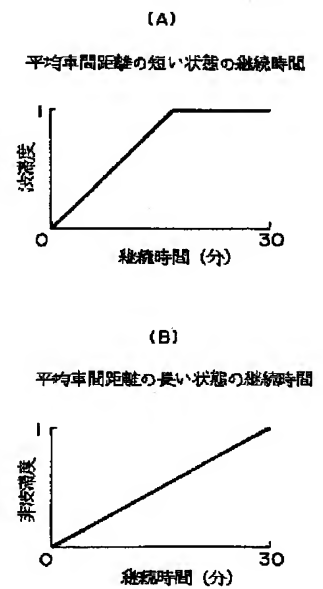 (A)
平均車間距離の短い状態の継続時間
1
渋滞度
0
30
継続時間 (分)
(B)
平均車間距離の長い状態の継続時間
1
非渋滞度
0
30
継続時間 (分)